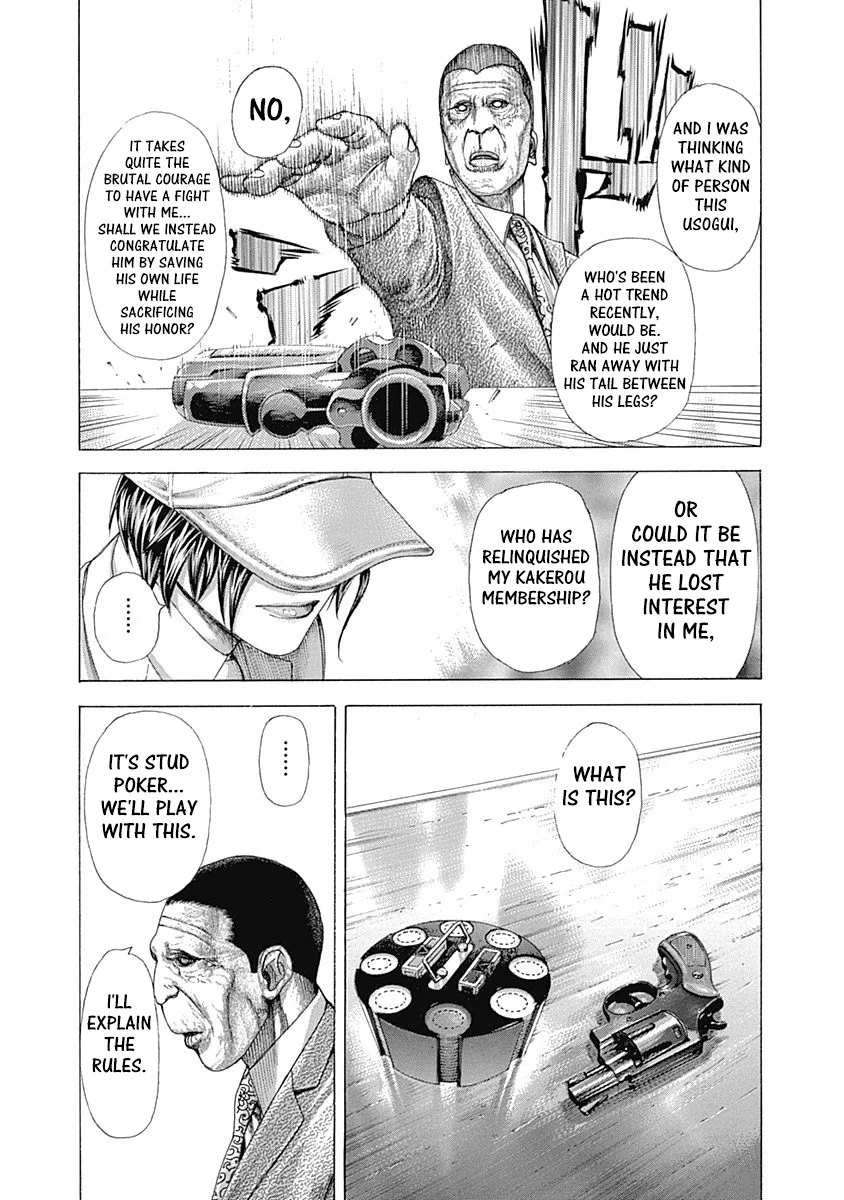 AND I WAS
THINKING
WHAT KIND
OF PERSON
THIS
USOGUI,
WHO'S BEEN
A HOT TREND
RECENTLY,
WOULD BE.
AND HE JUST
RAN AWAY WITH
HIS TAIL BETWEEN
HIS LEGS?
NO,
IT TAKES
QUITE THE
BRUTAL COURAGE
TO HAVE A FIGHT
WITH ME...
SHALL WE INSTEAD
CONGRATULATE
HIM BY SAVING
HIS OWN LIFE
WHILE
SACRIFICING
HIS HONOR?
OR
COULD IT BE
INSTEAD THAT
HE LOST
INTEREST
IN ME,
WHO HAS
RELINQUISHED
MY KAKEROU
MEMBERSHIP?
......
WHAT
IS THIS?
......
IT'S STUD
POKER...
WE'LL PLAY
WITH THIS.
I'LL
EXPLAIN
THE
RULES.